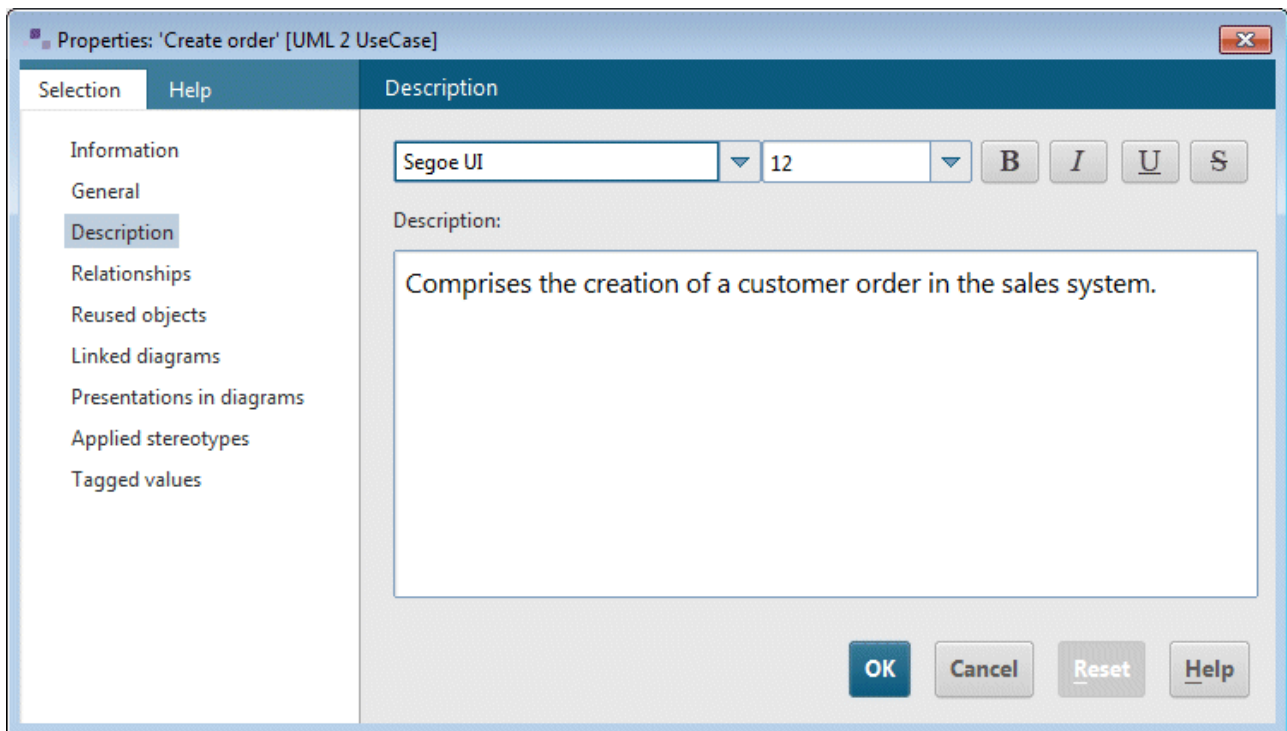 Properties: 'Create order' [UML 2 UseCase]
Selection Help
Description
Information
General
Description
Relationships
Reused objects
Linked diagrams
Presentations in diagrams
Applied stereotypes
Tagged values
Segoe UI 12 B I U S
Description:
Comprises the creation of a customer order in the sales system.
OK Cancel Reset Help